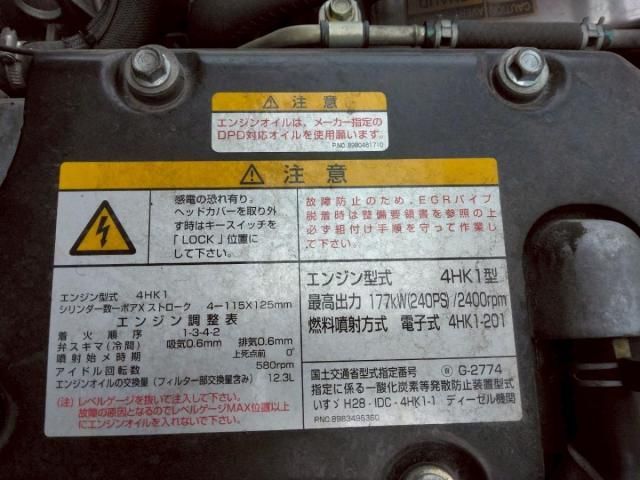 CAUTION
注意
エンジンオイルは、メーカー指定の
DPD対応オイルを使用願います。
P.NO. 8980461710
注意
感電の恐れ有り。
ヘッドカバーを取り外
す時はキースイッチを
「LOCK」位置に
して下さい。
故障防止のため、EGRパイプ
脱着時は整備要領書を参照の上
必ず組付け手順を守って作業し
て下さい。
エンジン型式 4HK1
シリンダー数ーボアXストローク 4ー115X125mm
エンジン調整表
着火順序 1-3-4-2
弁スキマ(冷間) 吸気0.6mm 排気0.6mm
噴射始め時期 上死点前 0°
アイドル回転数 580rpm
エンジンオイルの交換量(フィルター部交換量含み) 12.3L
(注)レベルゲージを抜いて注入して下さい。
故障の原因となるのでレベルゲージMAX位置以上
にエンジンオイルを入れないで下さい。
エンジン型式 4HK1型
最高出力 177kW(240PS)/2400rpm
燃料噴射方式 電子式 4HK1-201
国土交通省型式指定番号 G-2774
指定に係る一酸化炭素等発散防止装置型式
いすゞ H28-IDC-4HK1-1 ディーゼル機関
P.NO. 8983496360